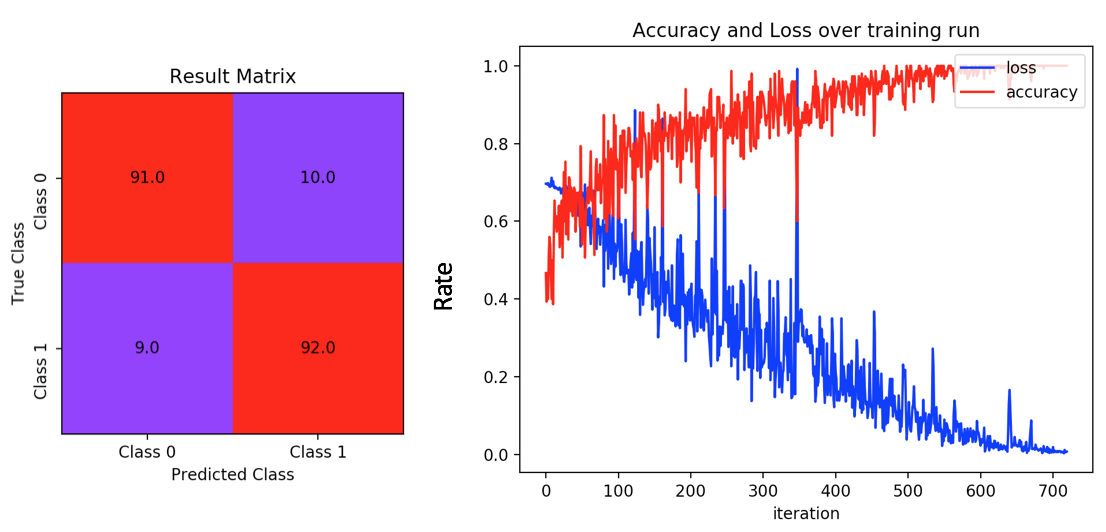 Result Matrix
True Class
Class 0
Class 1
91.0
10.0
9.0
92.0
Class 0
Class 1
Predicted Class
Accuracy and Loss over training run
Rate
1.0
0.8
0.6
0.4
0.2
0.0
loss
accuracy
0
100
200
300
400
500
600
700
iteration